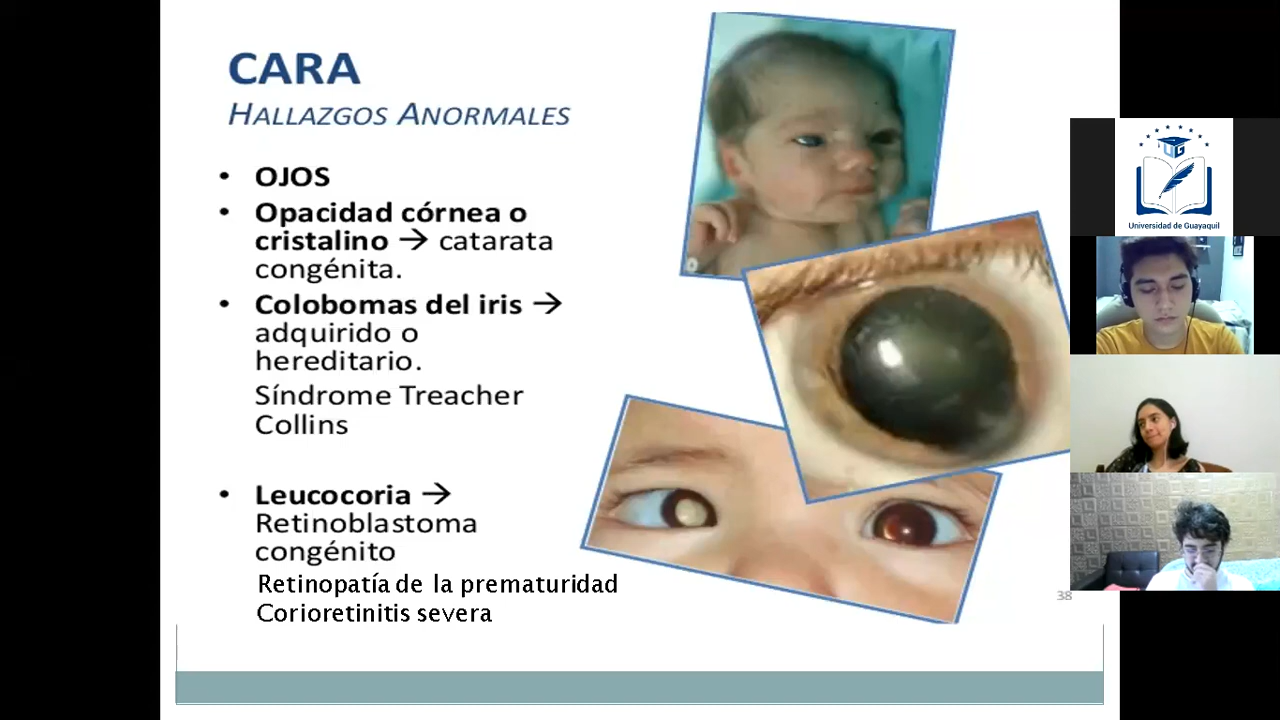 CARA
HALLAZGOS ANORMALES
• OJOS
• Opacidad córnea o
cristalino → catarata
congénita.
• Colobomas del iris →
adquirido o
hereditario.
Síndrome Treacher
Collins
• Leucocoria →
Retinoblastoma
congénito
Retinopatía de la prematuridad
Corioretinitis severa
38
UG
Universidad de Guayaquil